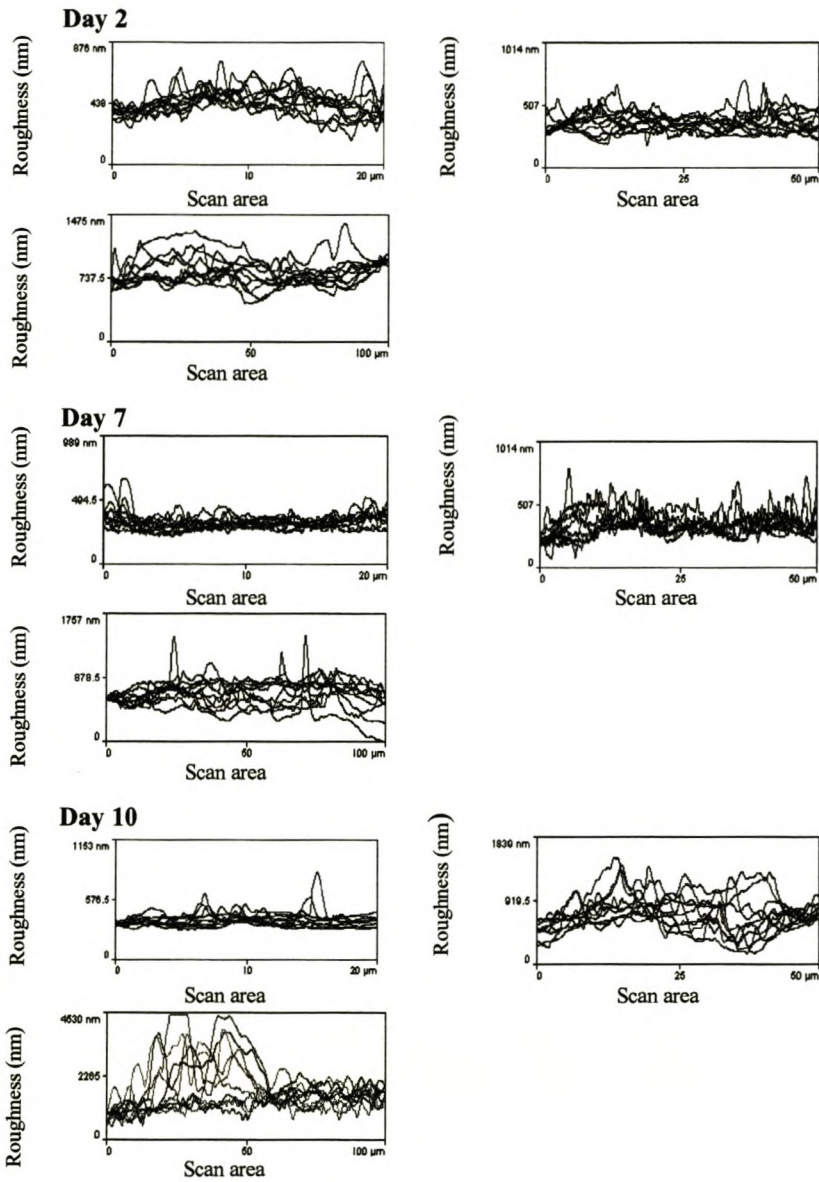 Day 2
Roughness (nm)
876 nm
438
0
0 10 20 µm
Scan area
Roughness (nm)
1014 nm
507
0
0 25 50 µm
Scan area
Roughness (nm)
1475 nm
737.5
0
0 50 100 µm
Scan area
Day 7
Roughness (nm)
989 nm
494.5
0
0 10 20 µm
Scan area
Roughness (nm)
1014 nm
507
0
0 25 50 µm
Scan area
Roughness (nm)
1757 nm
878.5
0
0 50 100 µm
Scan area
Day 10
Roughness (nm)
1153 nm
576.5
0
0 10 20 µm
Scan area
Roughness (nm)
1839 nm
919.5
0
0 25 50 µm
Scan area
Roughness (nm)
4530 nm
2265
0
0 50 100 µm
Scan area